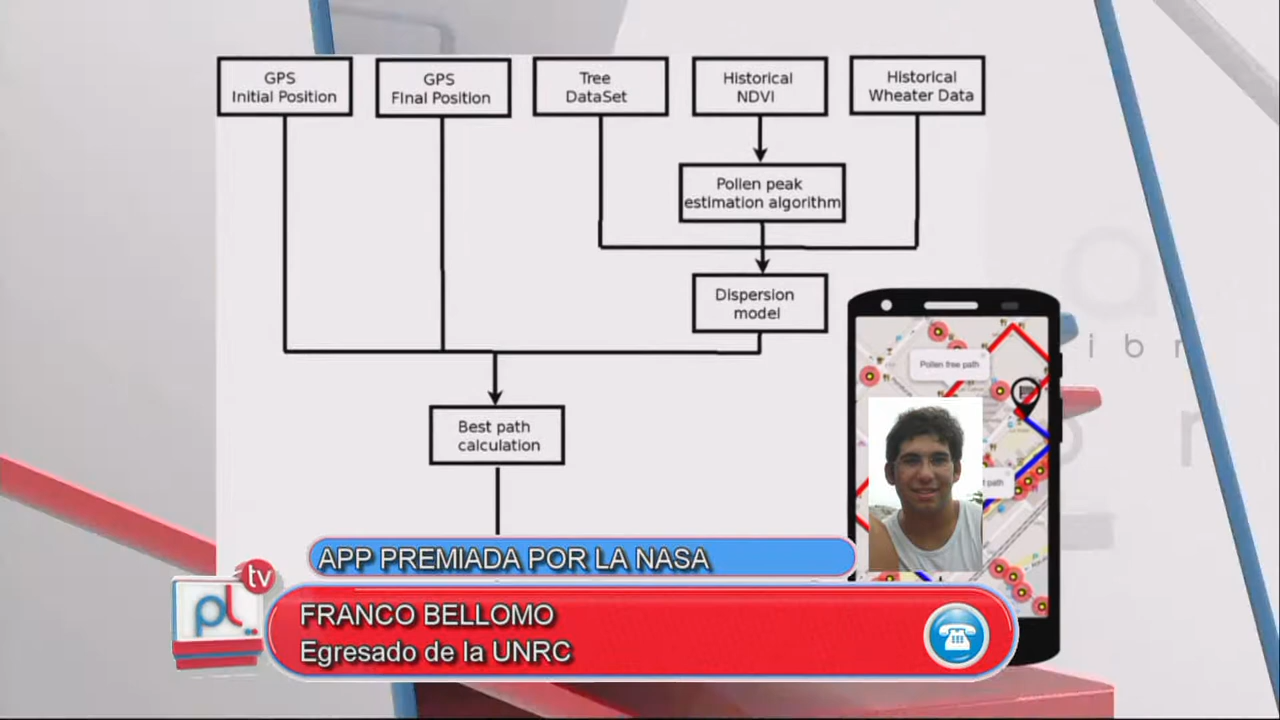 GPS
Initial Position
GPS
FInal Position
Tree
DataSet
Historical
NDVI
Historical
Wheater Data
Pollen peak
estimation algorithm
Dispersion
model
Best path
calculation
Pollen free path
path
ibr
APP PREMIADA POR LA NASA
tv
pl..
FRANCO BELLOMO
Egresado de la UNRC